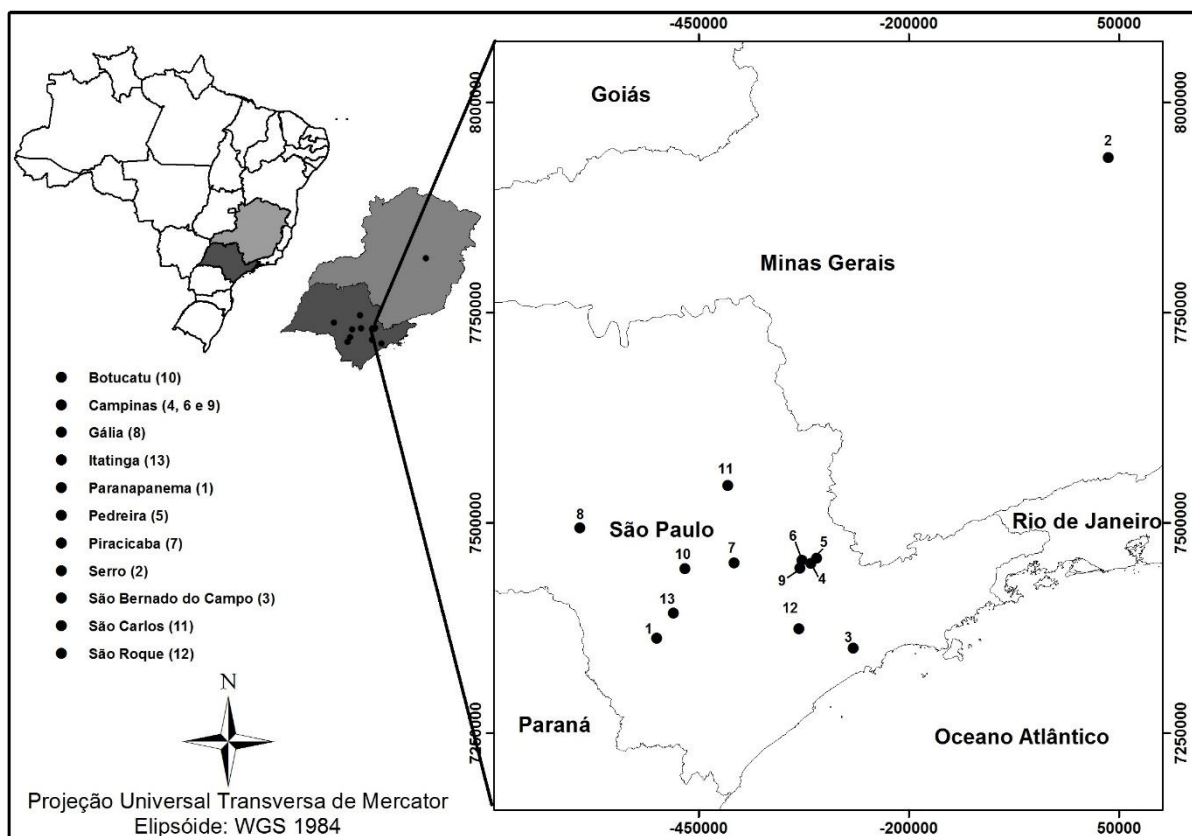 Botucatu (10)
Campinas (4, 6 e 9)
Gália (8)
Itatinga (13)
Paranapanema (1)
Pedreira (5)
Piracicaba (7)
Serro (2)
São Bernado do Campo (3)
São Carlos (11)
São Roque (12)
N
Projeção Universal Transversa de Mercator
Elipsóide: WGS 1984
-450000
-200000
50000
8000000
7750000
7500000
7250000
Goiás
2
Minas Gerais
11
8
São Paulo
Rio de Janeiro
10
7
6
5
9
4
13
12
1
3
Paraná
Oceano Atlântico
8000000
7750000
7500000
7250000
-450000
-200000
50000